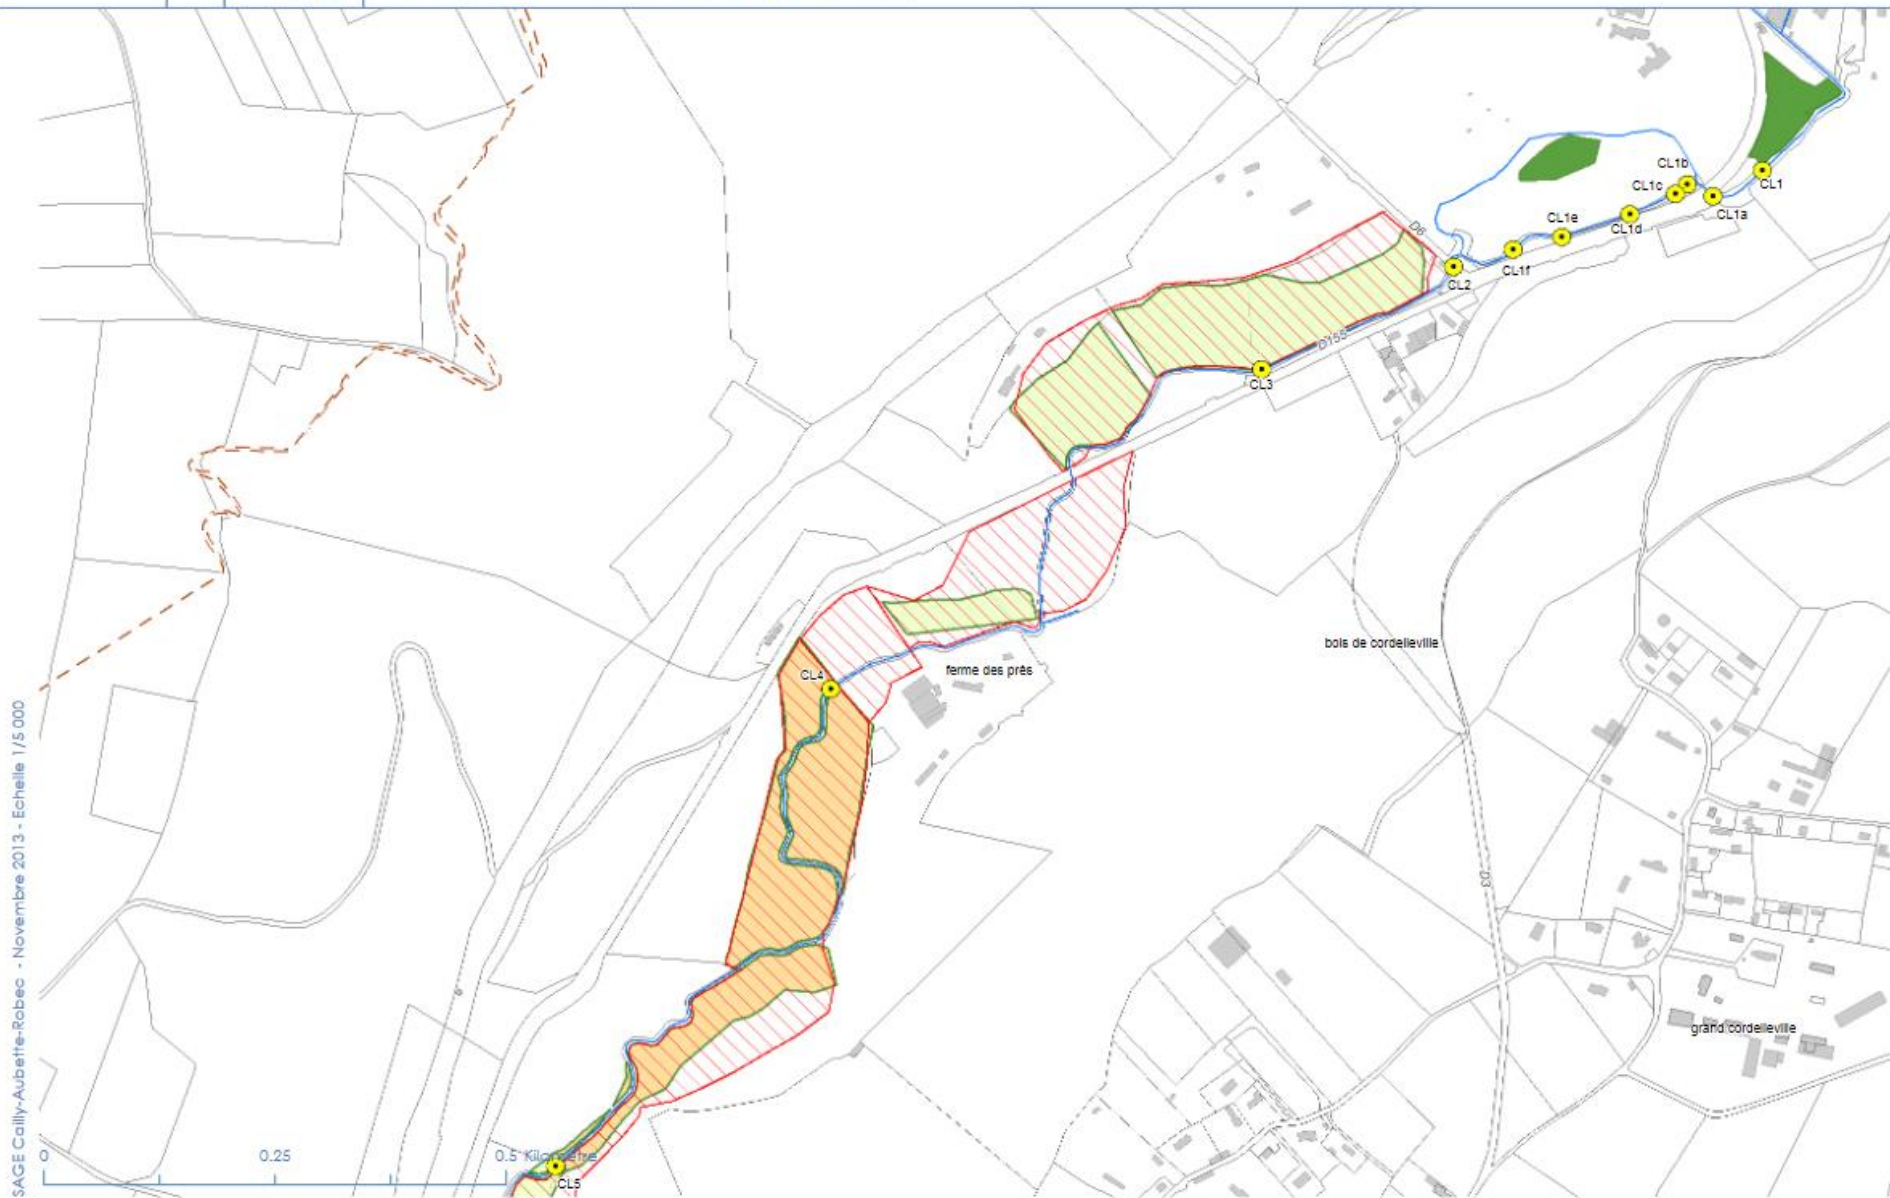 CL1b
CL1c
CL1
CL1a
CL1e
CL1d
D6
CL1f
CL2
D155
CL3
bois de cordelleville
ferme des près
CL4
D3
grand cordelleville
SAGE Cailly-Aubette-Robec - Novembre 2013 - Echelle 1/5 000
0 0.25 0.5 Kilomètre
CL5